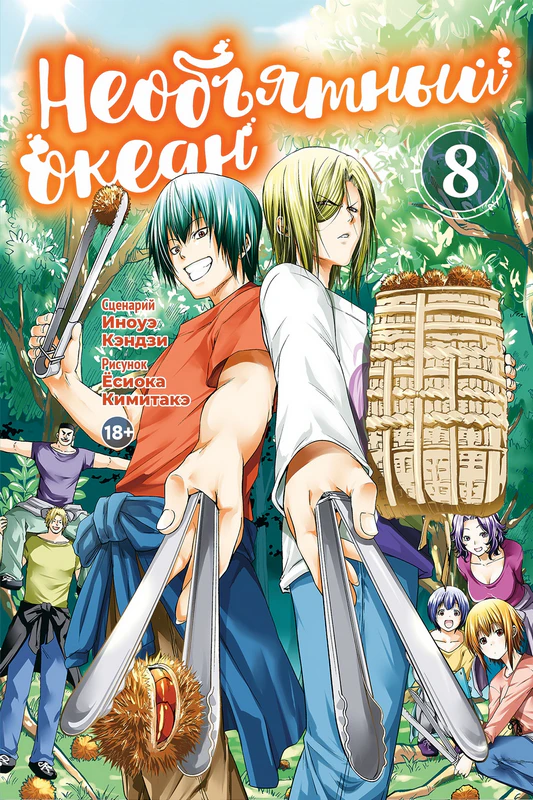 Необъятный
океан
8
Сценарий
Иноуэ
Кэндзи
Рисунок
Ёсиока
Кимитакэ
18+